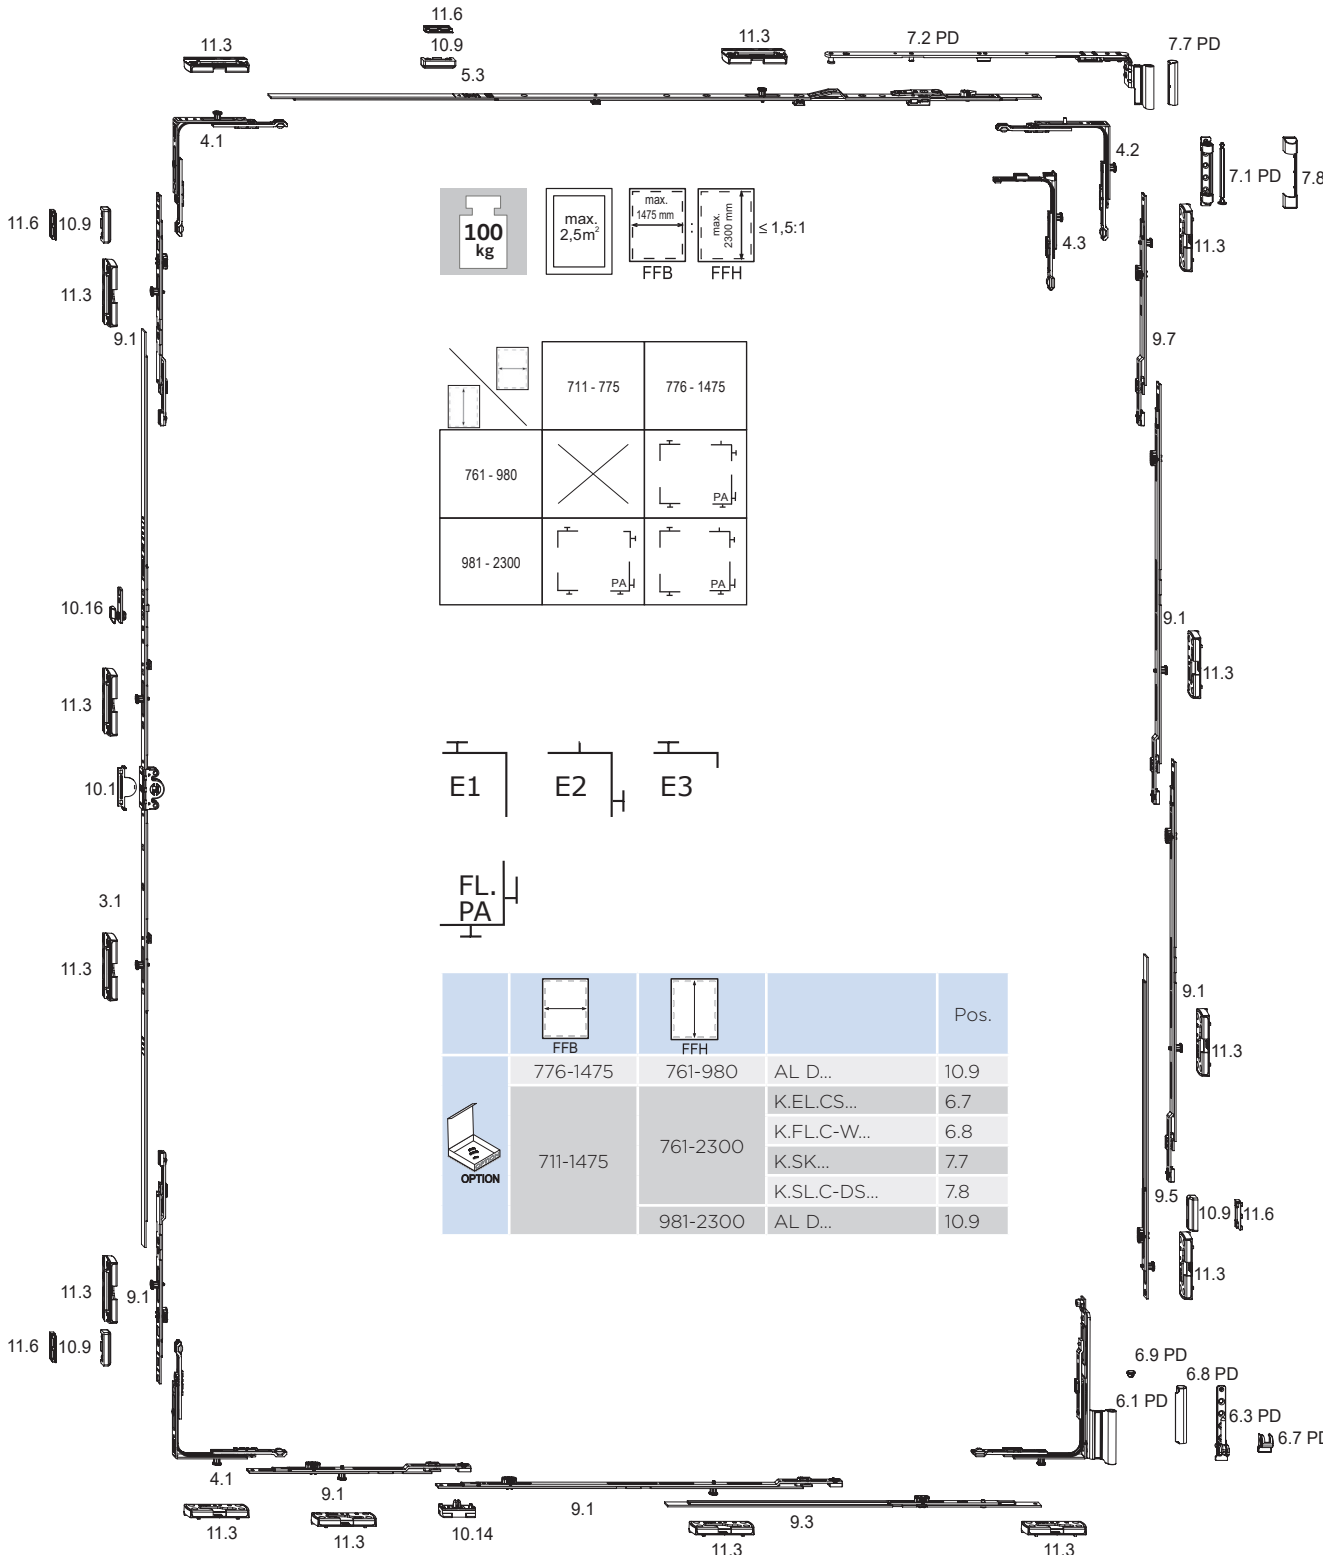 11.6
11.3
10.9
5.3
11.3
7.2 PD
7.7 PD
4.1
4.2
7.1 PD
7.8
4.3
11.6 10.9
11.3
11.3
9.1
9.7
100
kg
max.
2,5m²
max.
1475 mm
FFB
:
max.
2300 mm
FFH
≤ 1,5:1
711 - 775
776 - 1475
761 - 980
PA
981 - 2300
PA
PA
10.16
11.3
10.1
3.1
11.3
9.1
11.3
E1
E2
E3
FL.
PA
FFB
FFH
Pos.
776-1475
761-980
AL D...
10.9
OPTION
711-1475
761-2300
K.EL.CS...
6.7
K.FL.C-W...
6.8
K.SK...
7.7
K.SL.C-DS...
7.8
981-2300
AL D...
10.9
9.1
11.3
9.5
10.9
11.6
11.3
11.3
9.1
11.6 10.9
6.9 PD
6.8 PD
6.1 PD
6.3 PD
6.7 PD
4.1
9.1
9.1
9.3
11.3
11.3
10.14
11.3
11.3